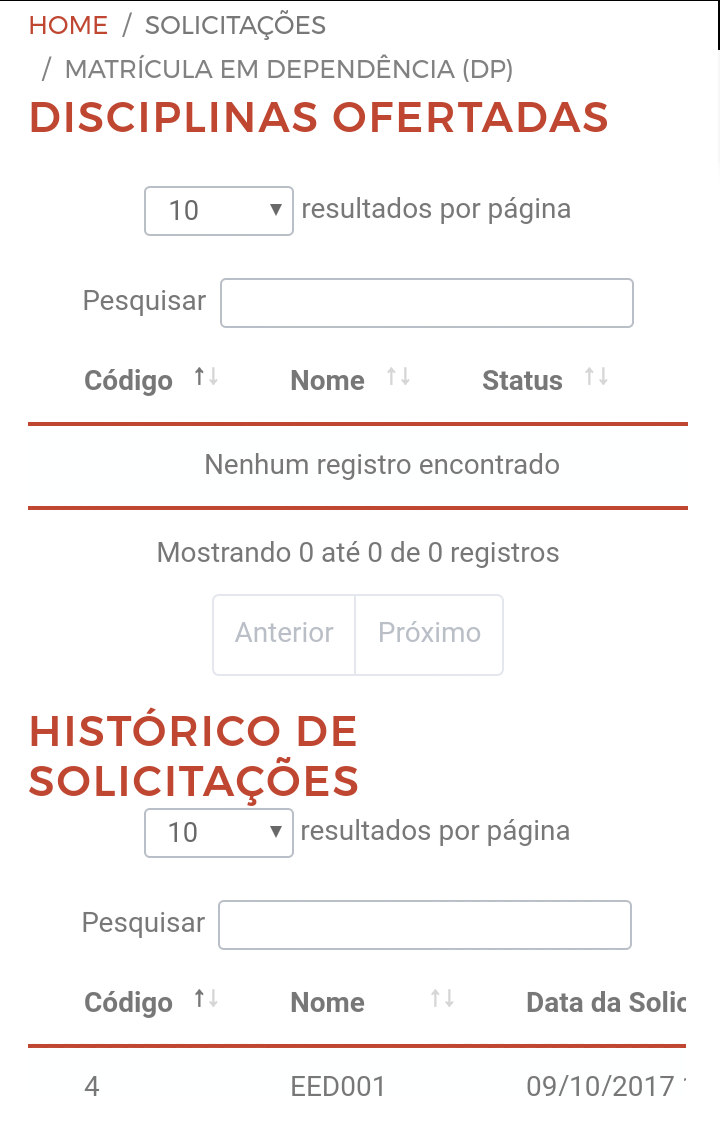 HOME / SOLICITAÇÕES
/ MATRÍCULA EM DEPENDÊNCIA (DP)
DISCIPLINAS OFERTADAS
10 resultados por página
Pesquisar
Código Nome Status
Nenhum registro encontrado
Mostrando 0 até 0 de 0 registros
Anterior Próximo
HISTÓRICO DE
SOLICITAÇÕES
10 resultados por página
Pesquisar
Código Nome Data da Solic
4 EED001 09/10/2017